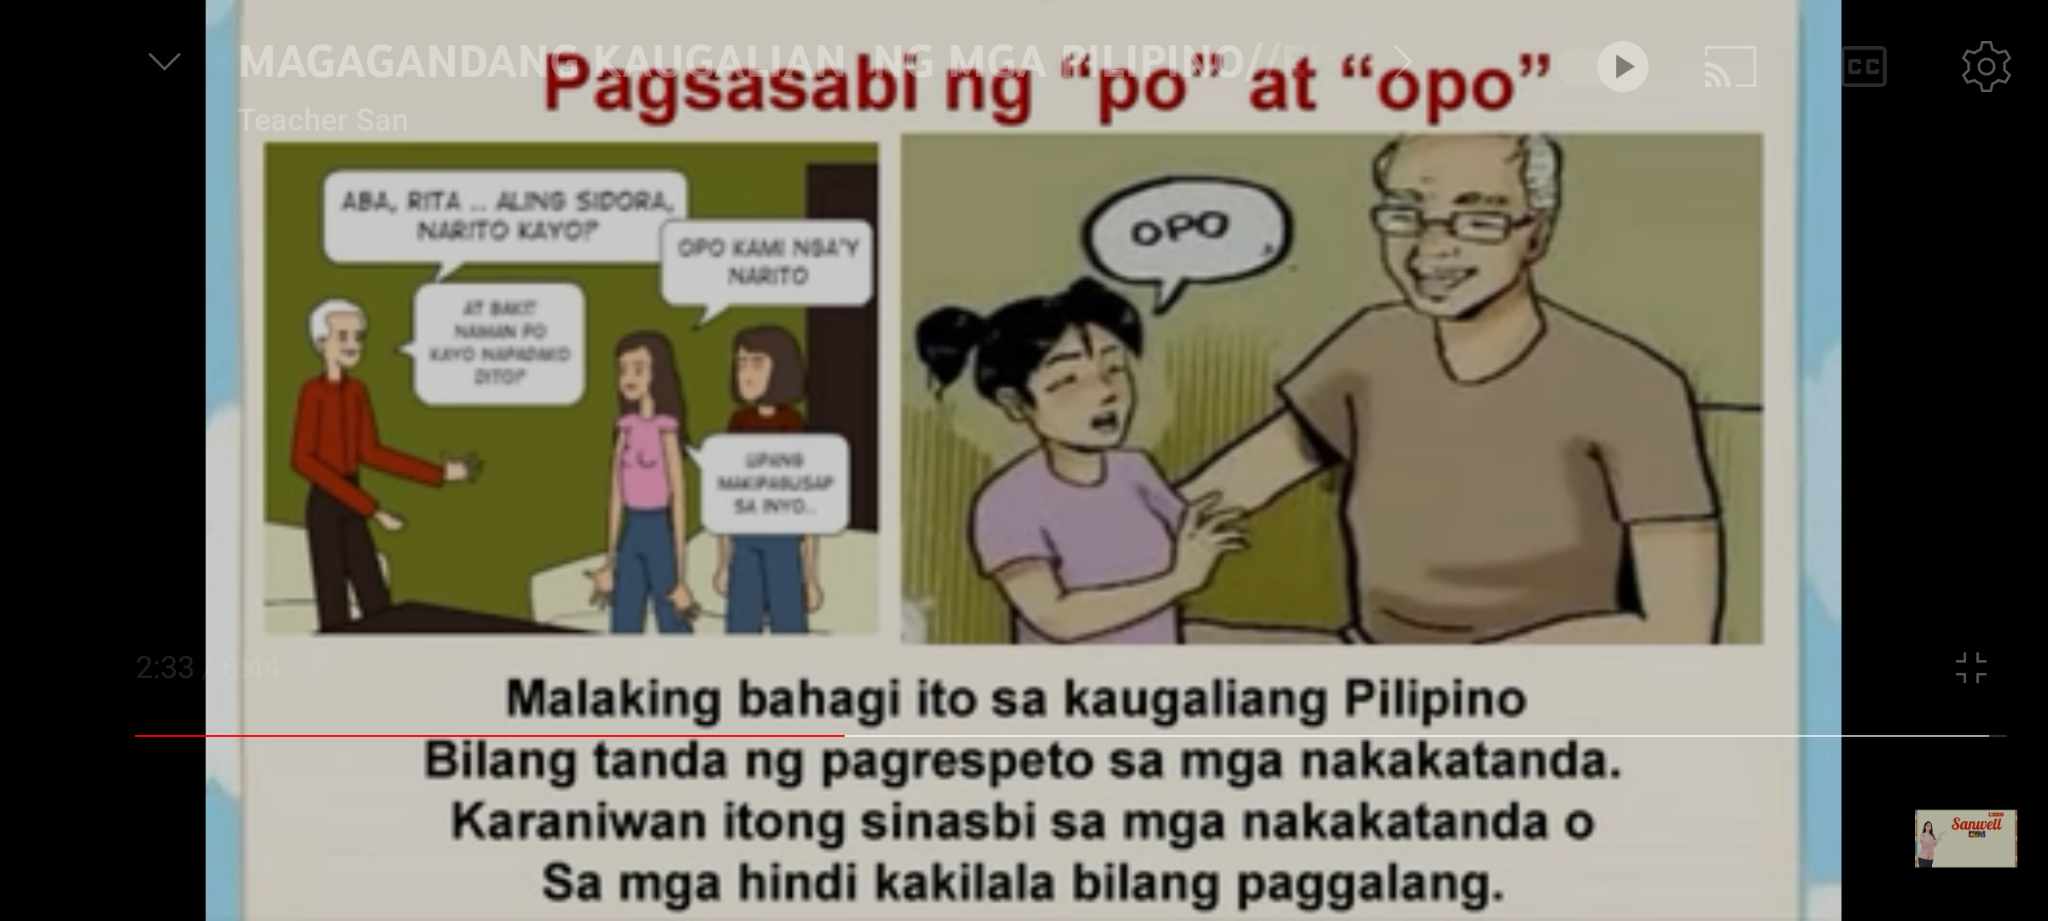 MAGAGANDANG KAUGALIAN NG MGA PILIPINO//
Teacher San
Pagsasabi ng “po” at “opo”
ABA, RITA .. ALING SIDORA,
NARITO KAYO?
OPO KAMI NGA'Y
NARITO
AT BAKIT
NAMAN PO
KAYO NAPADAKO
DITO?
UPANG
MAKIPAGUSAP
SA INYO..
OPO
CC
2:33 /
Malaking bahagi ito sa kaugaliang Pilipino
Bilang tanda ng pagrespeto sa mga nakakatanda.
Karaniwan itong sinasbi sa mga nakakatanda o
Sa mga hindi kakilala bilang paggalang.
Sanwell